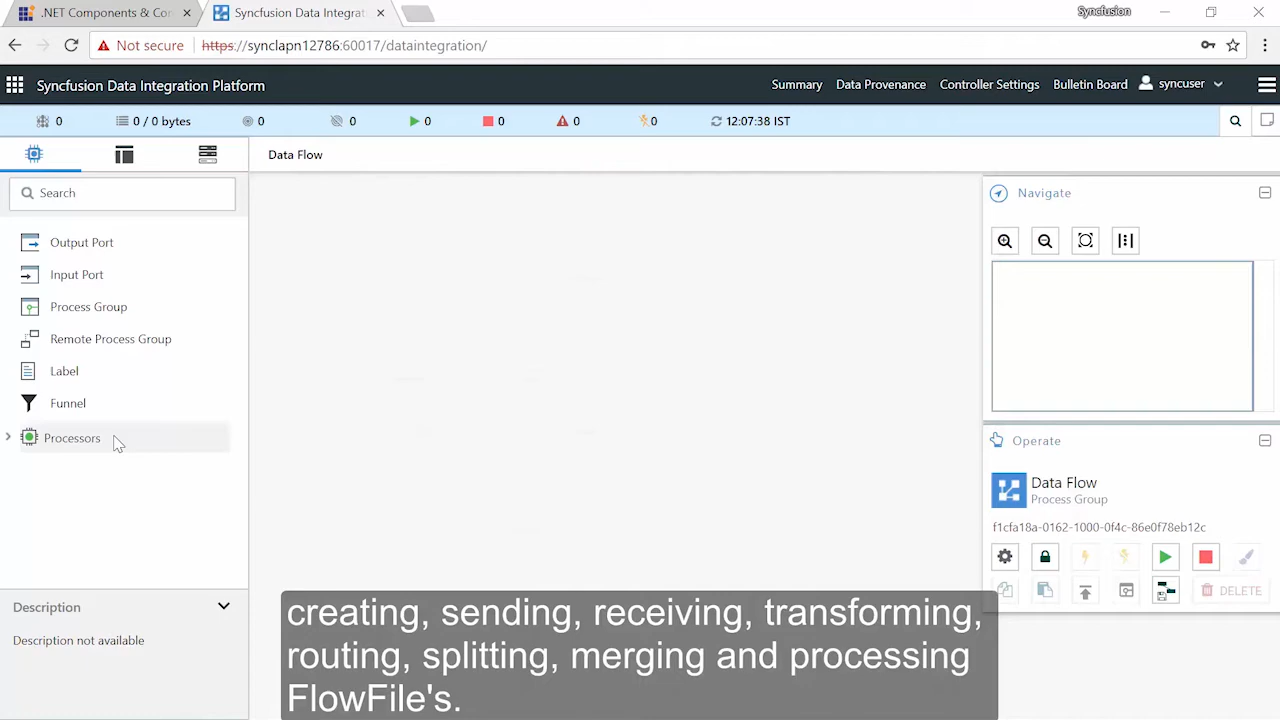 .NET Components & Con
Syncfusion Data Integrat
Syncfusion
Not secure
https://synclapn12786:60017/dataintegration/
Syncfusion Data Integration Platform
Summary
Data Provenance
Controller Settings
Bulletin Board
syncuser
0
0 / 0 bytes
0
0
0
0
0
0
12:07:38 IST
Data Flow
Search
Output Port
Input Port
Process Group
Remote Process Group
Label
Funnel
Processors
Description
Description not available
Navigate
Operate
Data Flow
Process Group
f1cfa18a-0162-1000-0f4c-86e0f78eb12c
DELETE
creating, sending, receiving, transforming,
routing, splitting, merging and processing
FlowFile's.